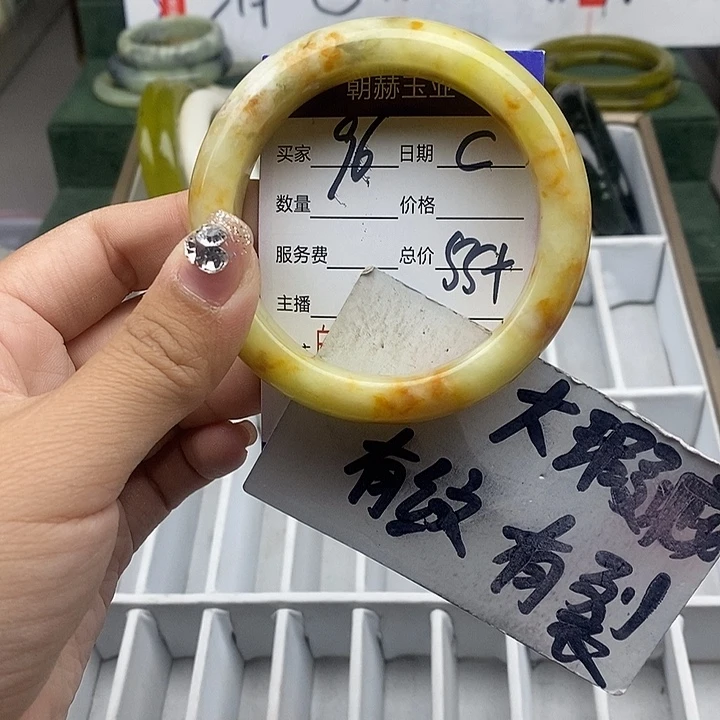 朝赫玉业
买家 96 日期 C
数量 价格
服务费 总价 55+
主播
大瑕疵
有纹 有裂